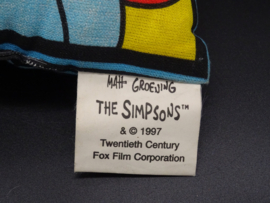 MATT GROENING
THE SIMPSONS™
& © 1997
Twentieth Century
Fox Film Corporation